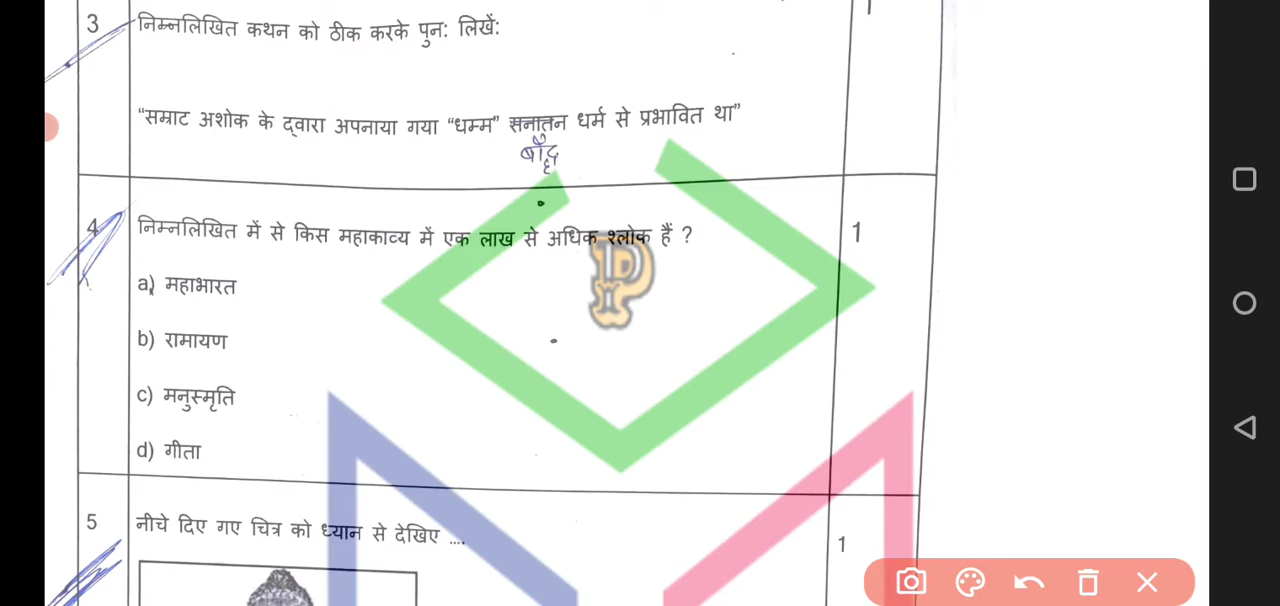 3
निम्नलिखित कथन को ठीक करके पुन: लिखें:
1
“सम्राट अशोक के द्वारा अपनाया गया “धम्म” सनातन धर्म से प्रभावित था”
बौद्ध
4
निम्नलिखित में से किस महाकाव्य में एक लाख से अधिक श्लोक हैं ?
1
a) महाभारत
b) रामायण
c) मनुस्मृति
d) गीता
5
नीचे दिए गए चित्र को ध्यान से देखिए ....
1